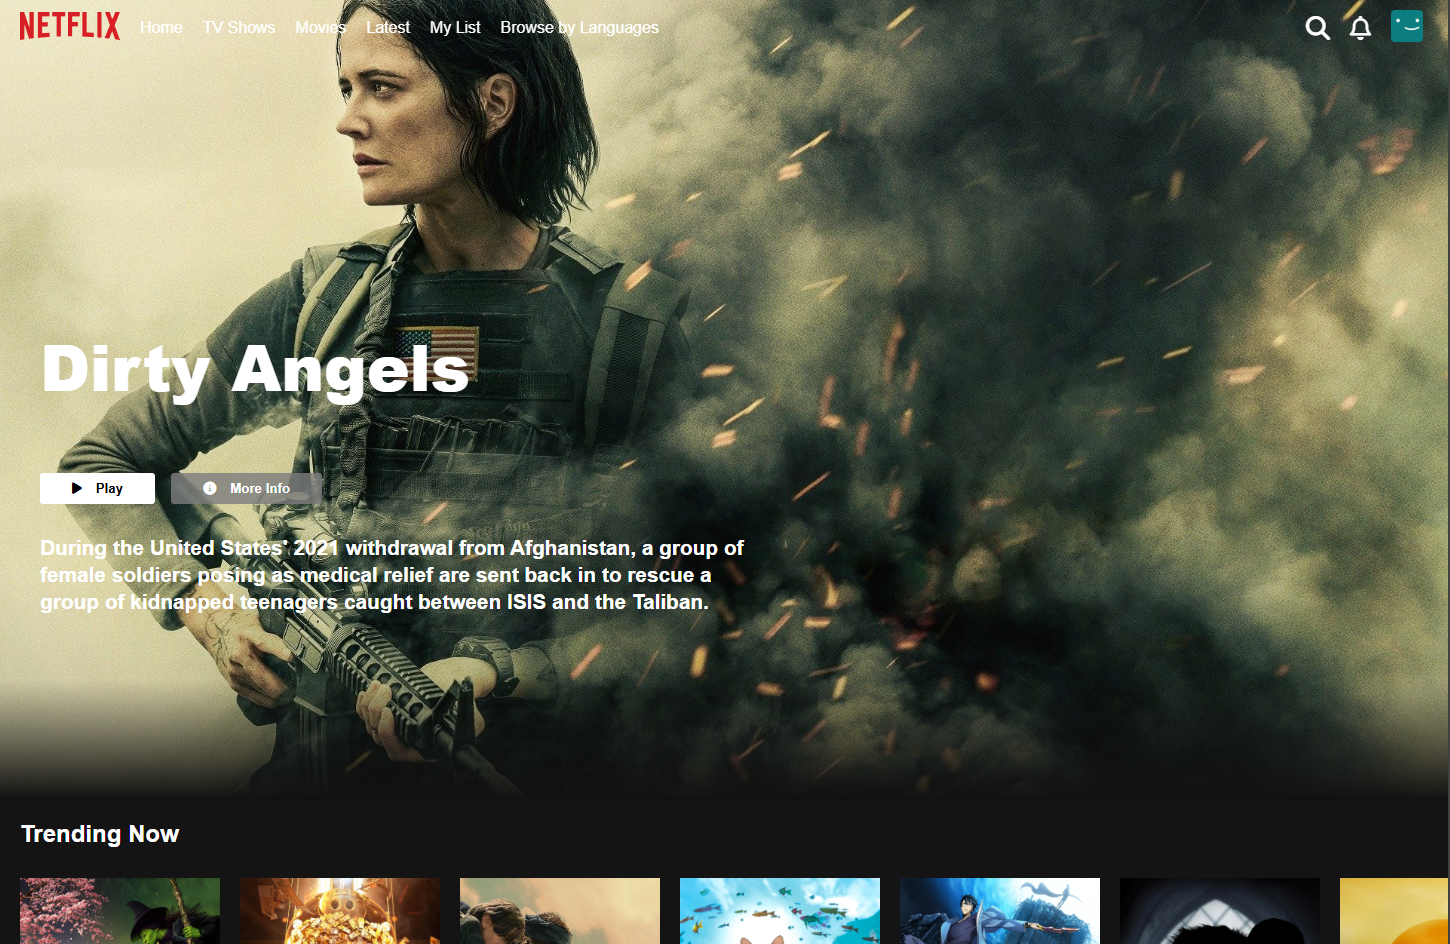 NETFLIX Home TV Shows Movies Latest My List Browse by Languages
Dirty Angels
Play More Info
During the United States' 2021 withdrawal from Afghanistan, a group of
female soldiers posing as medical relief are sent back in to rescue a
group of kidnapped teenagers caught between ISIS and the Taliban.
Trending Now